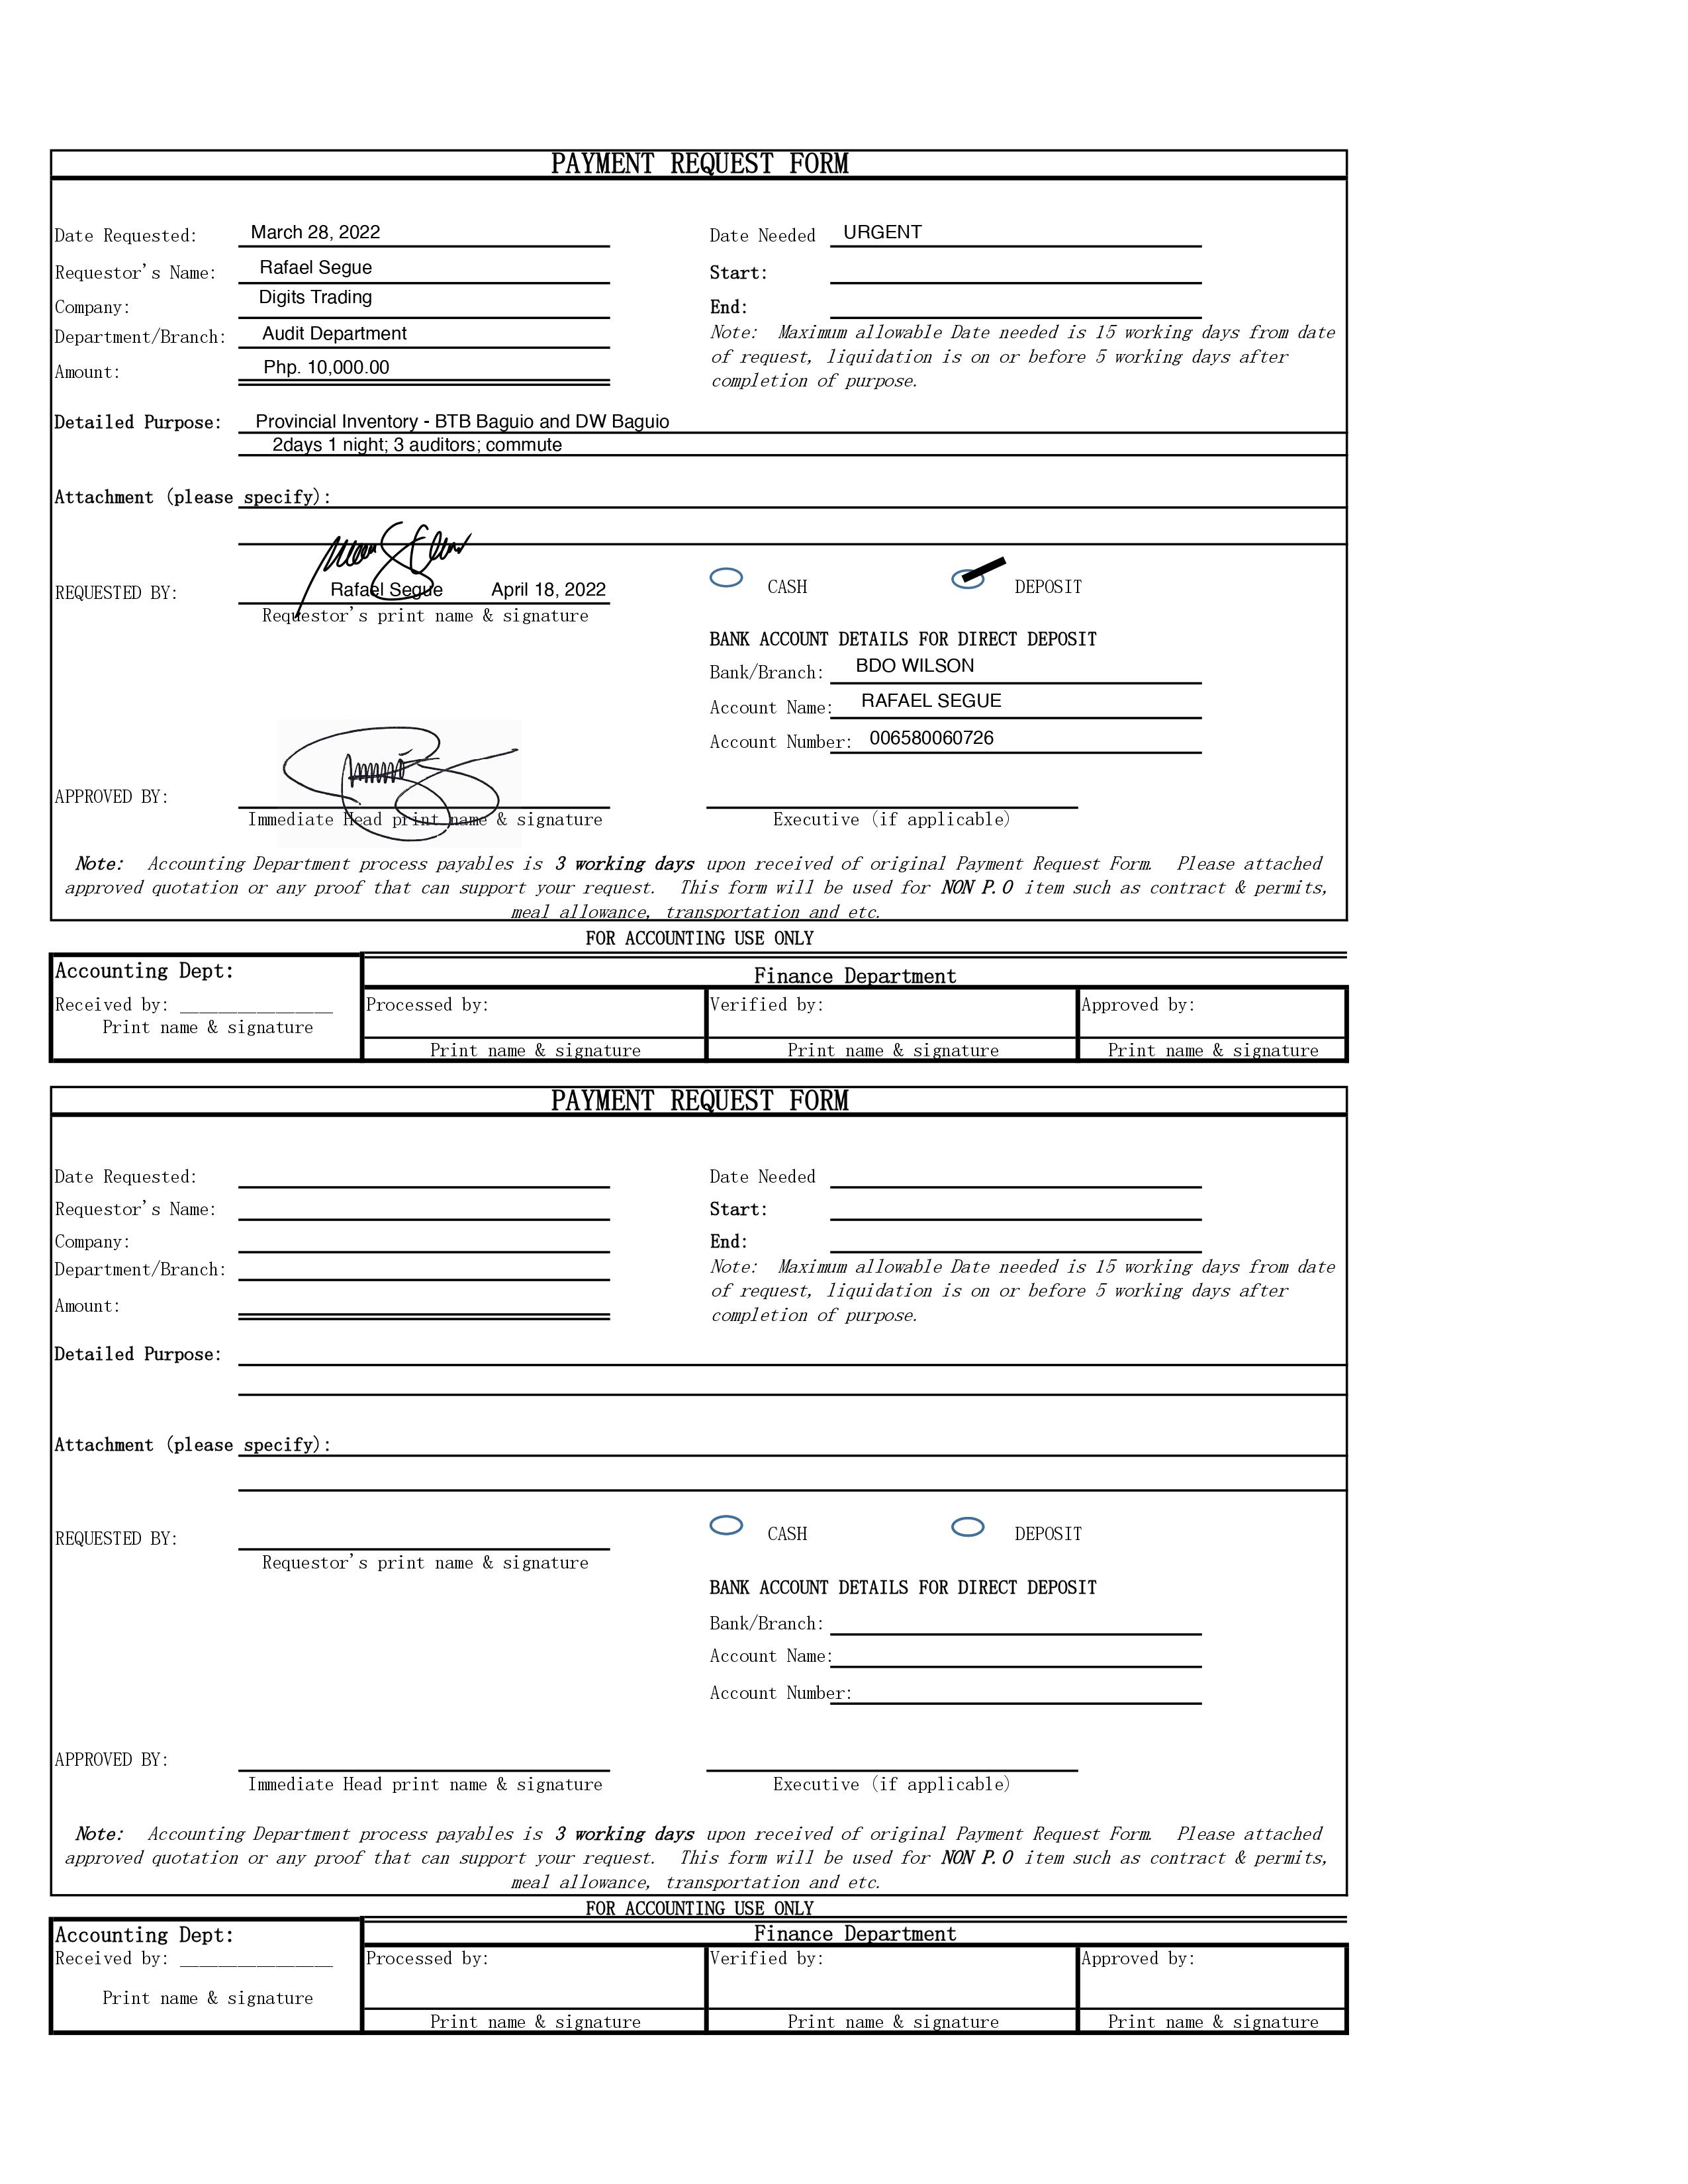 PAYMENT REQUEST FORM
Date Requested: March 28, 2022 Date Needed URGENT
Requestor's Name: Rafael Segue Start:
Company: Digits Trading End:
Department/Branch: Audit Department Note: Maximum allowable Date needed is 15 working days from date
of request, liquidation is on or before 5 working days after
Amount: Php. 10,000.00 completion of purpose.
Detailed Purpose: Provincial Inventory - BTB Baguio and DW Baguio
2days 1 night; 3 auditors; commute
Attachment (please specify):
REQUESTED BY: Rafael Segue April 18, 2022 CASH DEPOSIT
Requestor's print name & signature
BANK ACCOUNT DETAILS FOR DIRECT DEPOSIT
Bank/Branch: BDO WILSON
Account Name: RAFAEL SEGUE
Account Number: 006580060726
APPROVED BY:
Immediate Head print name & signature Executive (if applicable)
Note: Accounting Department process payables is 3 working days upon received of original Payment Request Form. Please attached
approved quotation or any proof that can support your request. This form will be used for NON P.O item such as contract & permits,
meal allowance, transportation and etc.
FOR ACCOUNTING USE ONLY
Accounting Dept: Finance Department
Received by: ________________ Processed by: Verified by: Approved by:
Print name & signature
Print name & signature Print name & signature Print name & signature
PAYMENT REQUEST FORM
Date Requested: Date Needed
Requestor's Name: Start:
Company: End:
Department/Branch: Note: Maximum allowable Date needed is 15 working days from date
of request, liquidation is on or before 5 working days after
Amount: completion of purpose.
Detailed Purpose:
Attachment (please specify):
REQUESTED BY: CASH DEPOSIT
Requestor's print name & signature
BANK ACCOUNT DETAILS FOR DIRECT DEPOSIT
Bank/Branch:
Account Name:
Account Number:
APPROVED BY:
Immediate Head print name & signature Executive (if applicable)
Note: Accounting Department process payables is 3 working days upon received of original Payment Request Form. Please attached
approved quotation or any proof that can support your request. This form will be used for NON P.O item such as contract & permits,
meal allowance, transportation and etc.
FOR ACCOUNTING USE ONLY
Accounting Dept: Finance Department
Received by: ________________ Processed by: Verified by: Approved by:
Print name & signature
Print name & signature Print name & signature Print name & signature